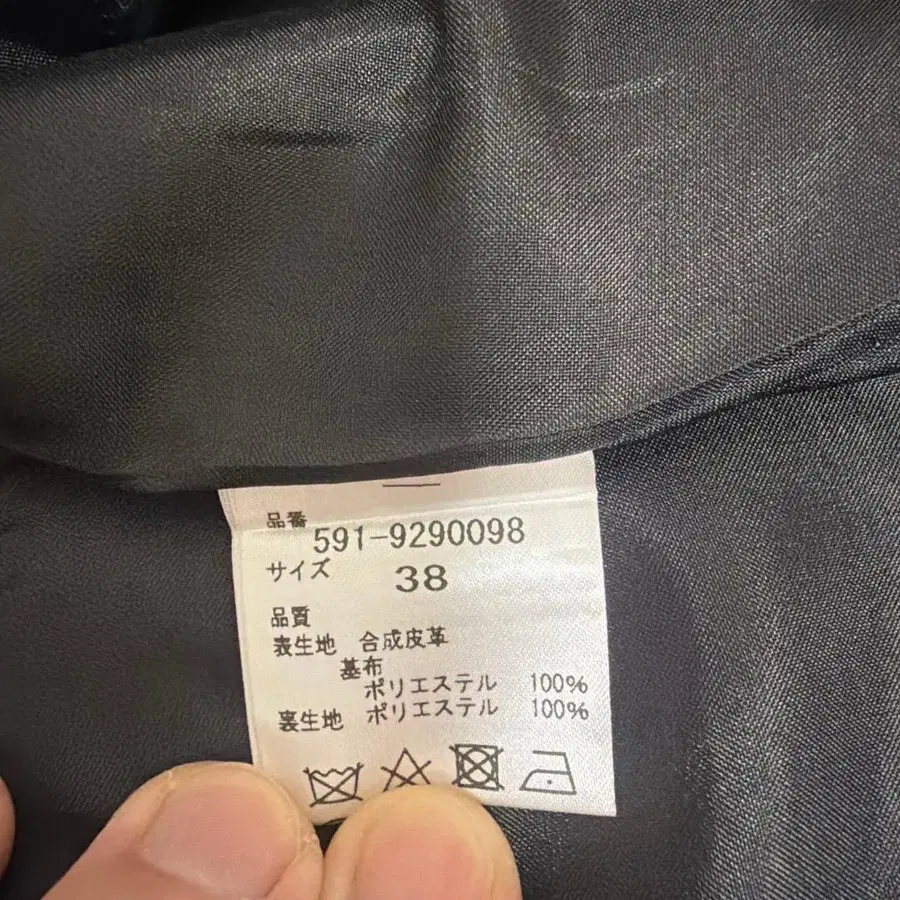 品番
591-9290098
サイズ 38
品質
表生地 合成皮革
基布
ポリエステル 100%
裏生地 ポリエステル 100%